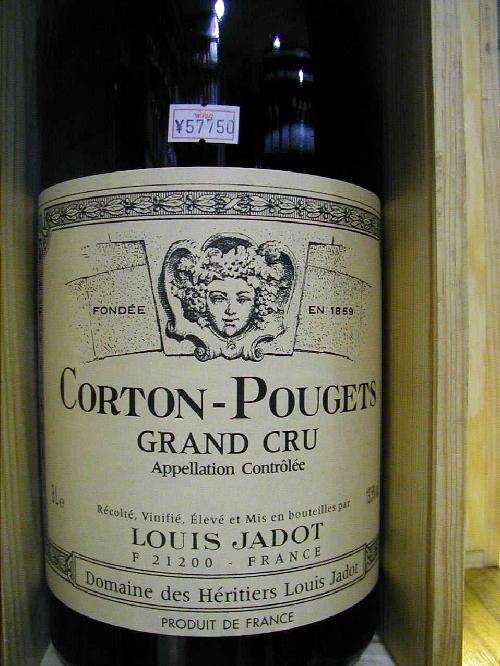 ¥57750
FONDÉE EN 1859
CORTON-POUGETS
GRAND CRU
Appellation Contrôlée
3Le
Récolté, Vinifié, Élevé et Mis en bouteilles par
LOUIS JADOT
F 21200 - FRANCE
Domaine des Héritiers Louis Jadot
PRODUIT DE FRANCE